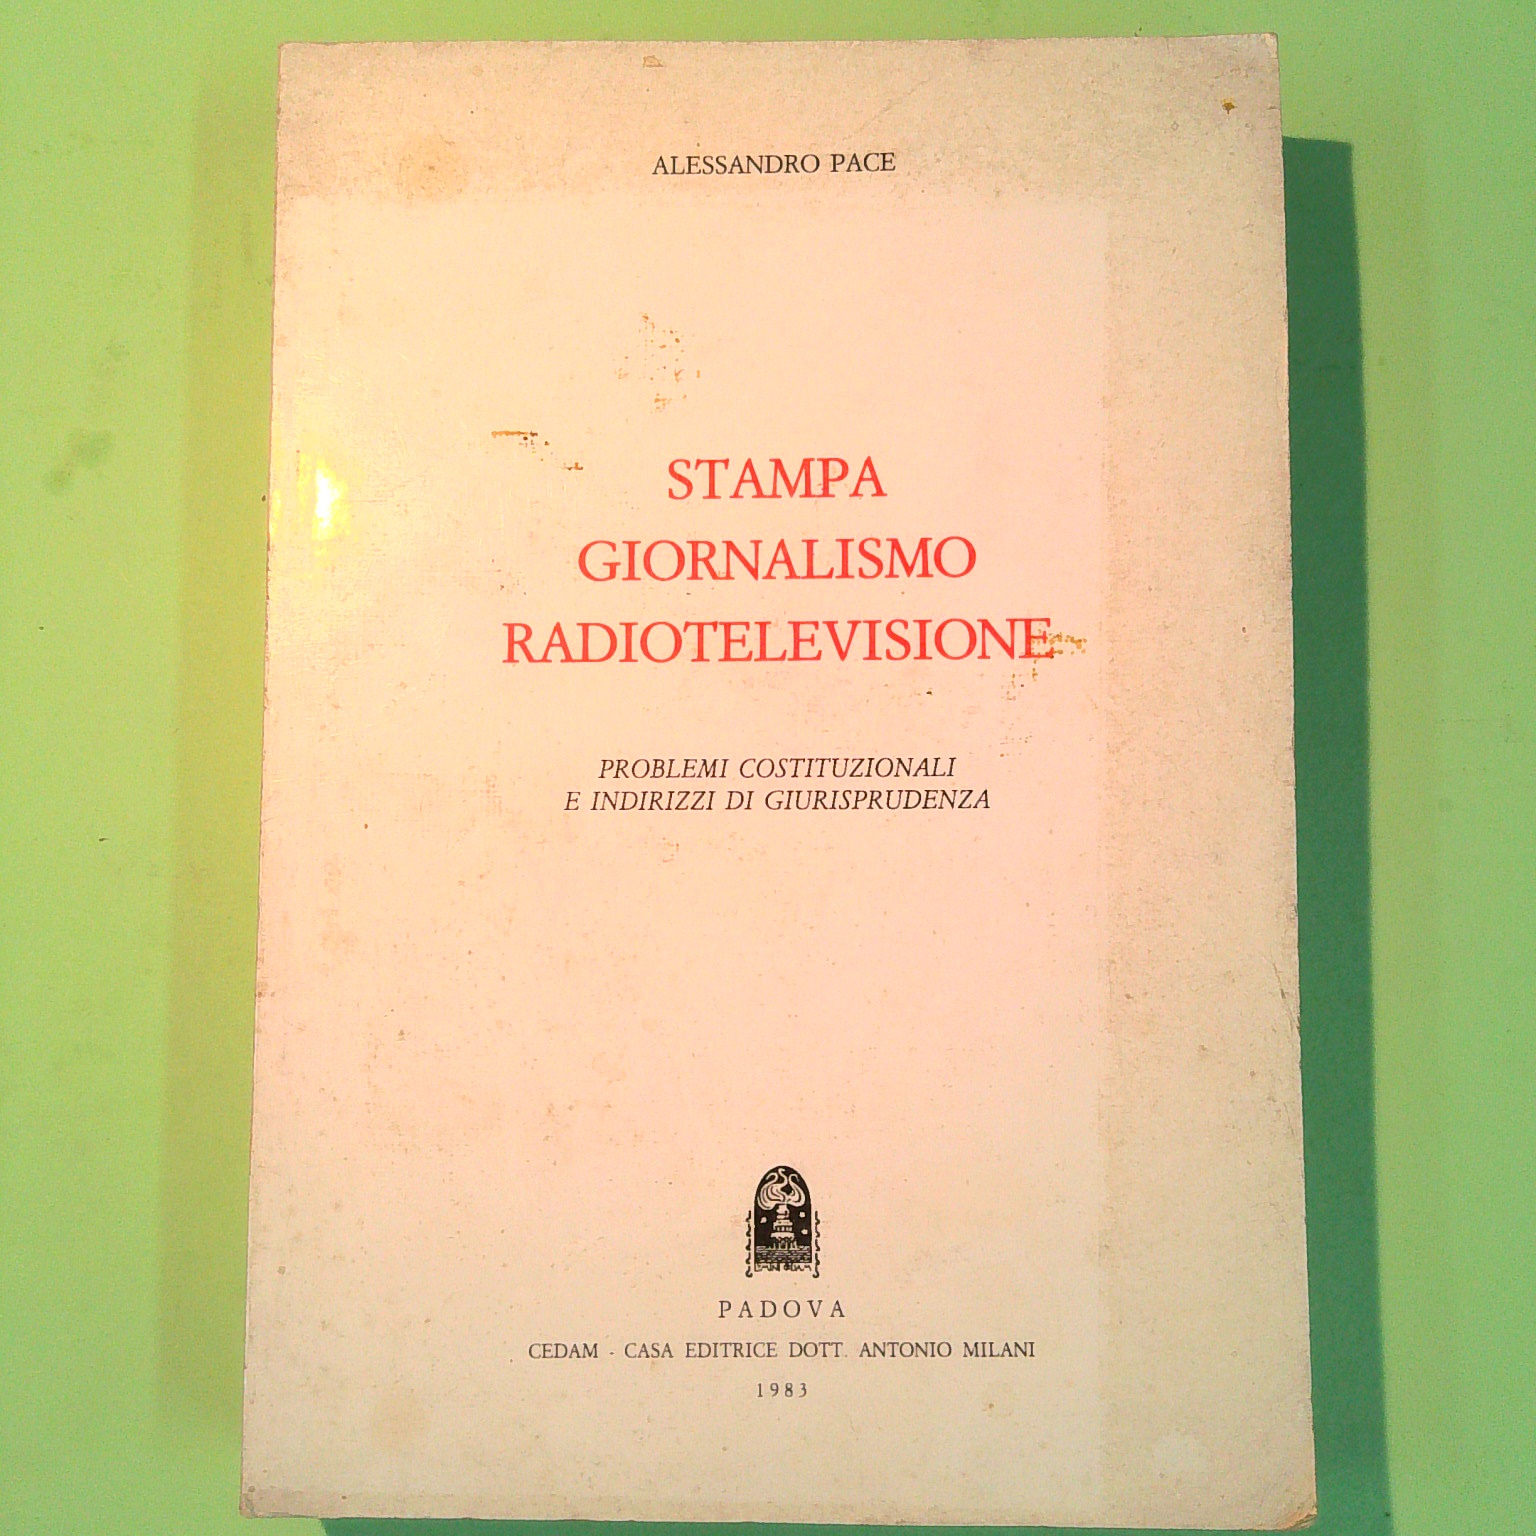 ALESSANDRO PACE
STAMPA
GIORNALISMO
RADIOTELEVISIONE
PROBLEMI COSTITUZIONALI
E INDIRIZZI DI GIURISPRUDENZA
PADOVA
CEDAM - CASA EDITRICE DOTT. ANTONIO MILANI
1983